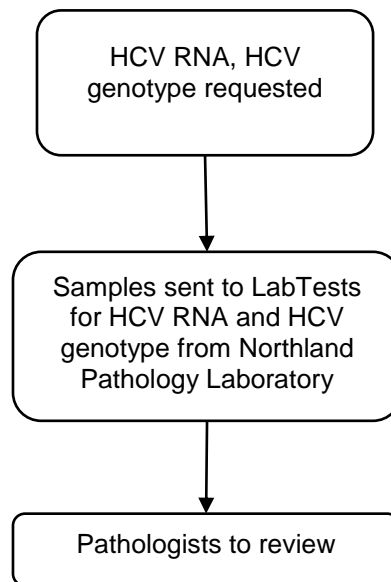 HCV RNA, HCV
genotype requested
Samples sent to LabTests
for HCV RNA and HCV
genotype from Northland
Pathology Laboratory
Pathologists to review